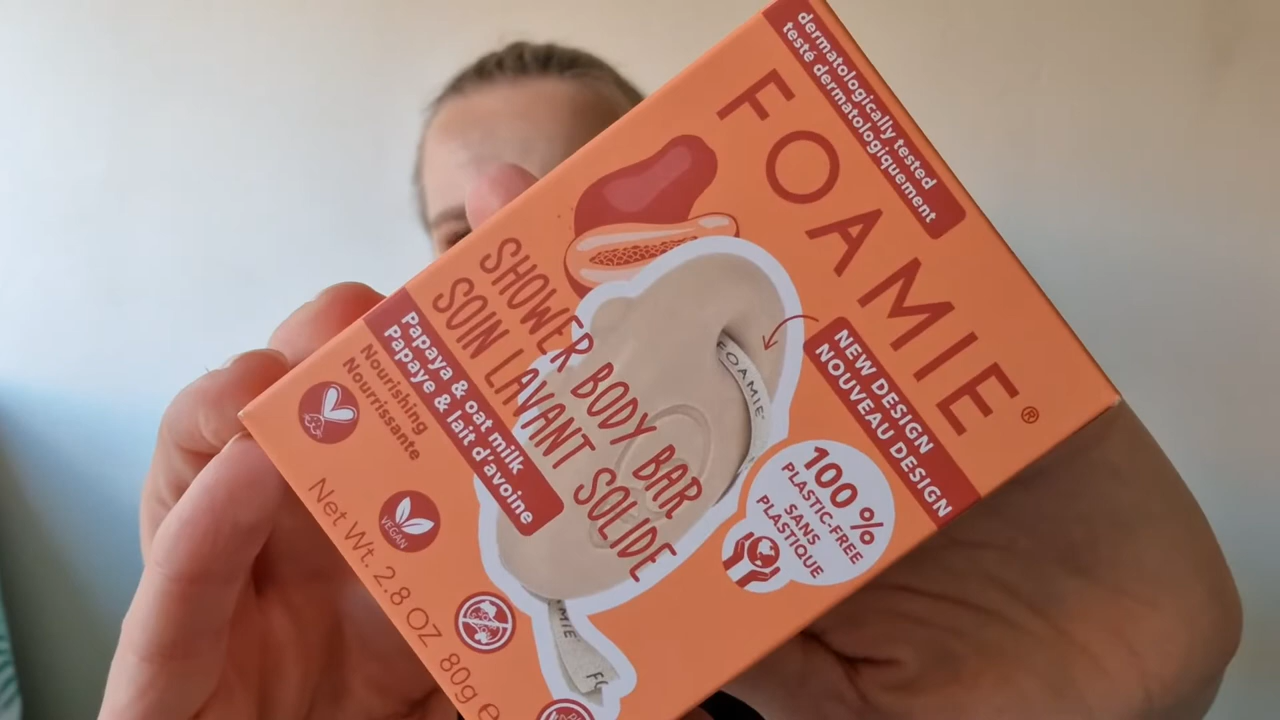 dermatologically tested
testé dermatologiquement
FOAMIE®
NEW DESIGN
NOUVEAU DESIGN
FOAMIE
SHOWER BODY BAR
SOIN LAVANT SOLIDE
Papaya & oat milk
Papaye & lait d'avoine
Nourishing
Nourrissante
100 %
PLASTIC-FREE
SANS
PLASTIQUE
VEGAN
Net Wt. 2.8 OZ 80g e